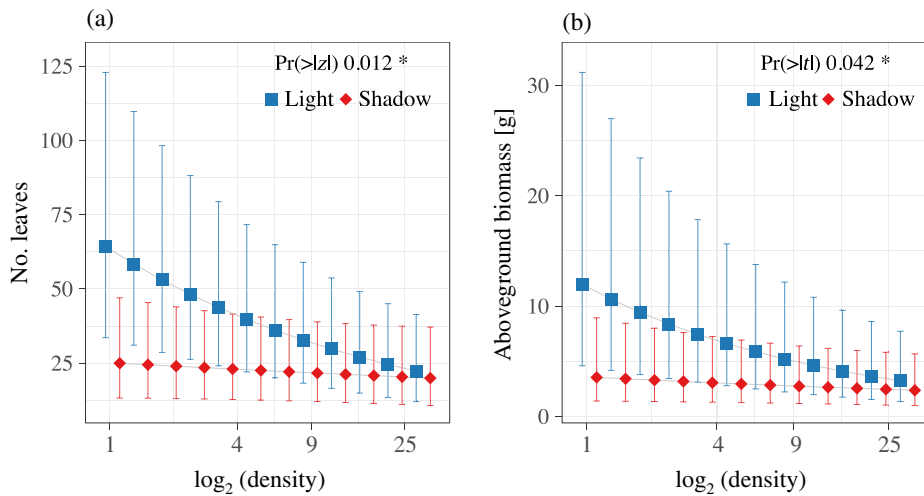 (a)
Pr(>|z|) 0.012 *
Light Shadow
125
100
75
50
25
No. leaves
1 4 9 25
log2 (density)
(b)
Pr(>|t|) 0.042 *
Light Shadow
30
20
10
0
Aboveground biomass [g]
1 4 9 25
log2 (density)